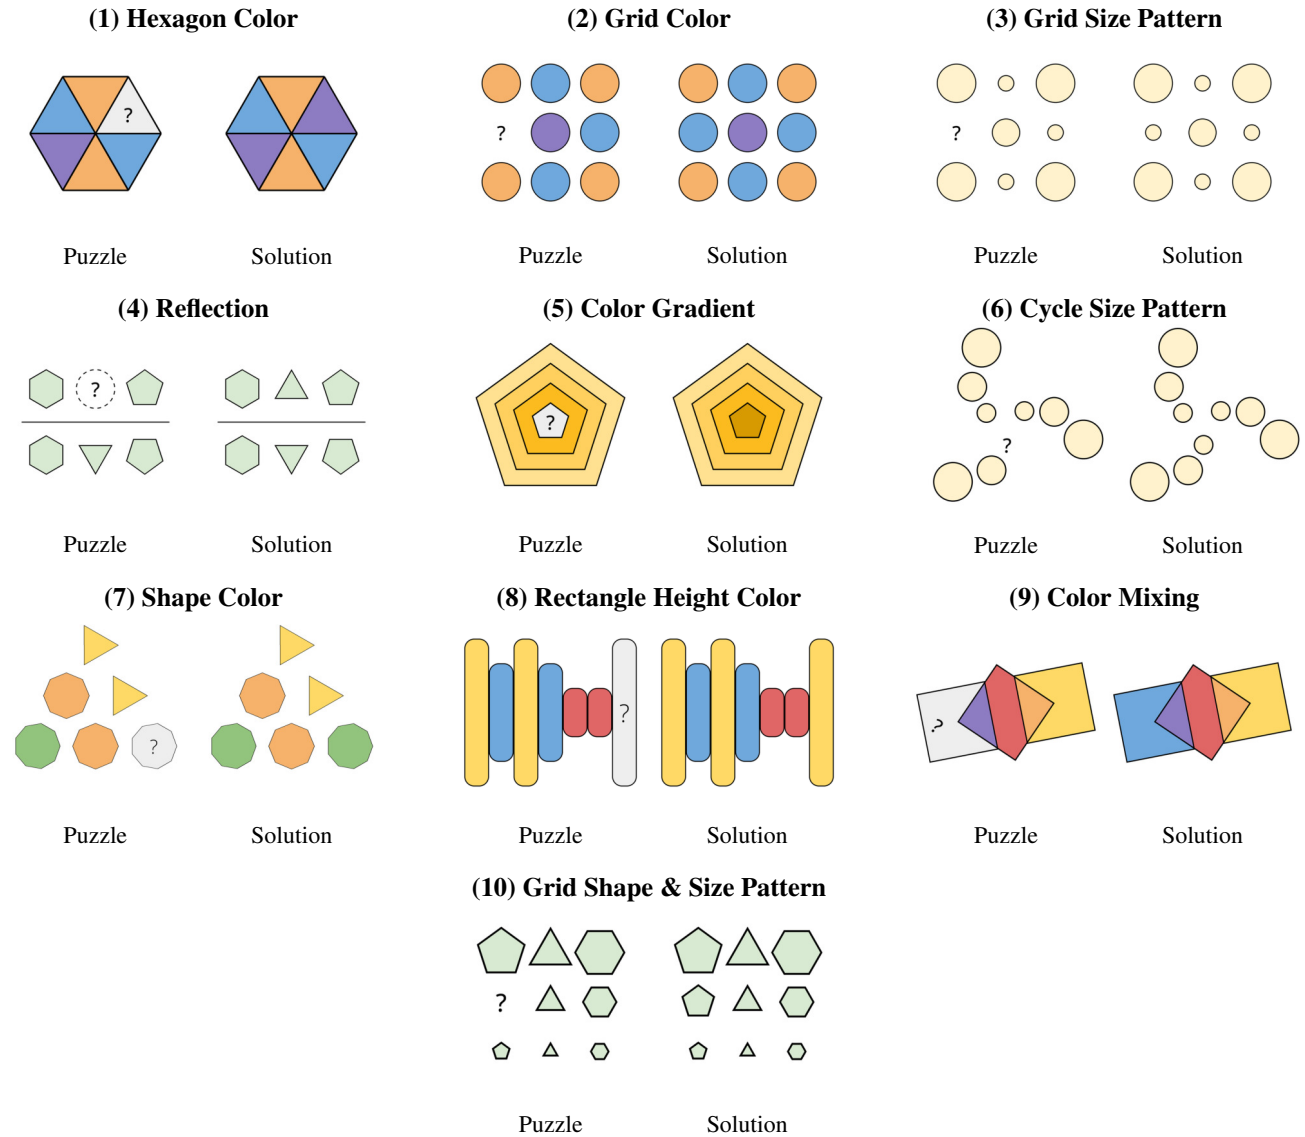 (1) Hexagon Color
(2) Grid Color
(3) Grid Size Pattern
?
?
?
Puzzle
Solution
Puzzle
Solution
Puzzle
Solution
(4) Reflection
(5) Color Gradient
(6) Cycle Size Pattern
?
?
?
Puzzle
Solution
Puzzle
Solution
Puzzle
Solution
(7) Shape Color
(8) Rectangle Height Color
(9) Color Mixing
?
?
?
Puzzle
Solution
Puzzle
Solution
Puzzle
Solution
(10) Grid Shape & Size Pattern
?
Puzzle
Solution